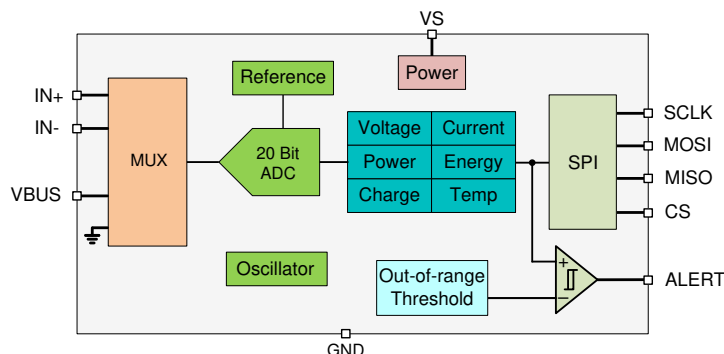 VS
Reference
Power
IN+
IN-
VBUS
MUX
20 Bit
ADC
Voltage
Current
Power
Energy
Charge
Temp
SPI
SCLK
MOSI
MISO
CS
Oscillator
Out-of-range
Threshold
+
−
ALERT
GND